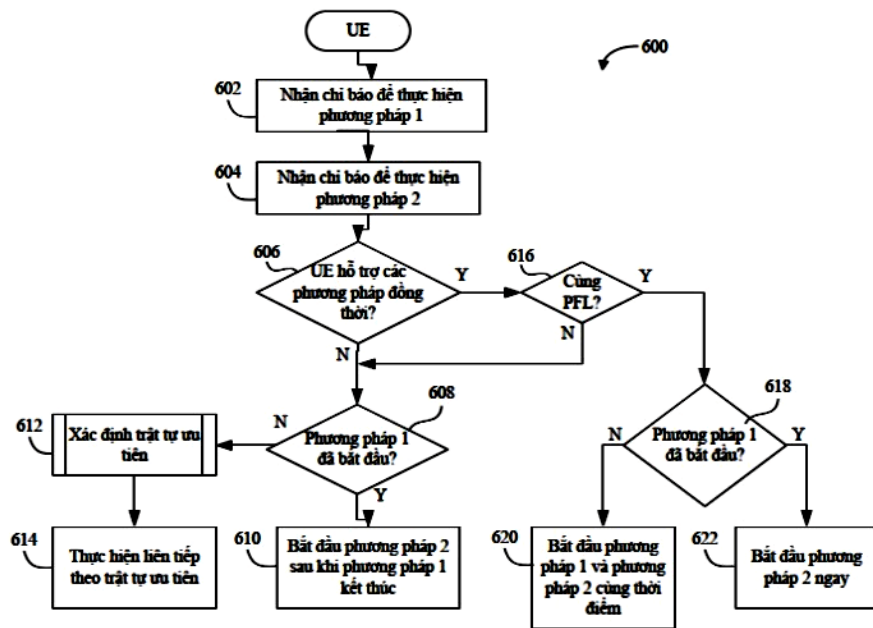 UE
600
602
Nhận chỉ báo để thực hiện
phương pháp 1
604
Nhận chỉ báo để thực hiện
phương pháp 2
606
UE hỗ trợ các
phương pháp đồng
thời?
Y
616
Cùng
PFL?
Y
N
N
608
Phương pháp 1
đã bắt đầu?
N
Y
612
Xác định trật tự ưu
tiên
618
Phương pháp 1
đã bắt đầu?
N
Y
614
Thực hiện liên tiếp
theo trật tự ưu tiên
610
Bắt đầu phương pháp 2
sau khi phương pháp 1
kết thúc
620
Bắt đầu phương
pháp 1 và phương
pháp 2 cùng thời
điểm
622
Bắt đầu phương
pháp 2 ngay